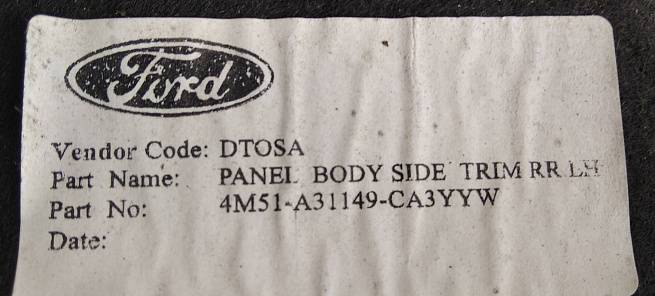 Ford
Vendor Code: DTOSA
Part Name: PANEL BODY SIDE TRIM RR LH
Part No: 4M51-A31149-CA3YYW
Date: